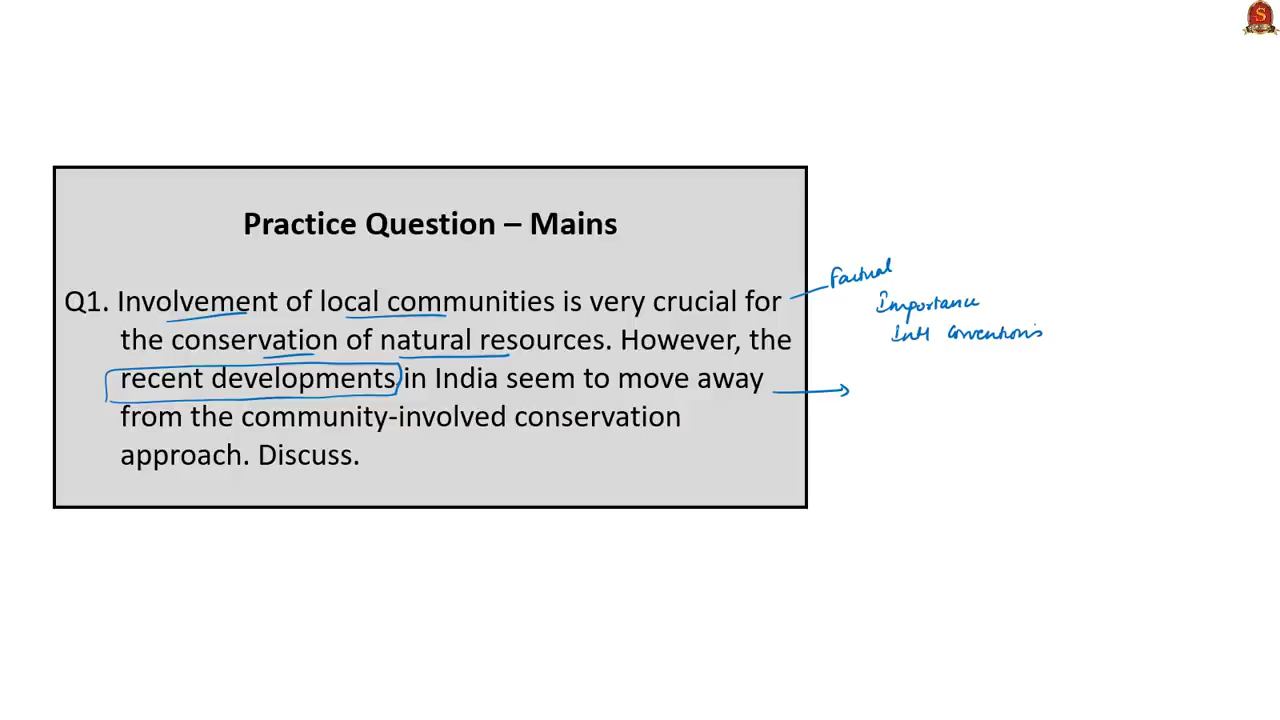 S
Practice Question – Mains
Q1. Involvement of local communities is very crucial for
the conservation of natural resources. However, the
recent developments in India seem to move away
from the community-involved conservation
approach. Discuss.
Factual
Importance
Intl Conventions